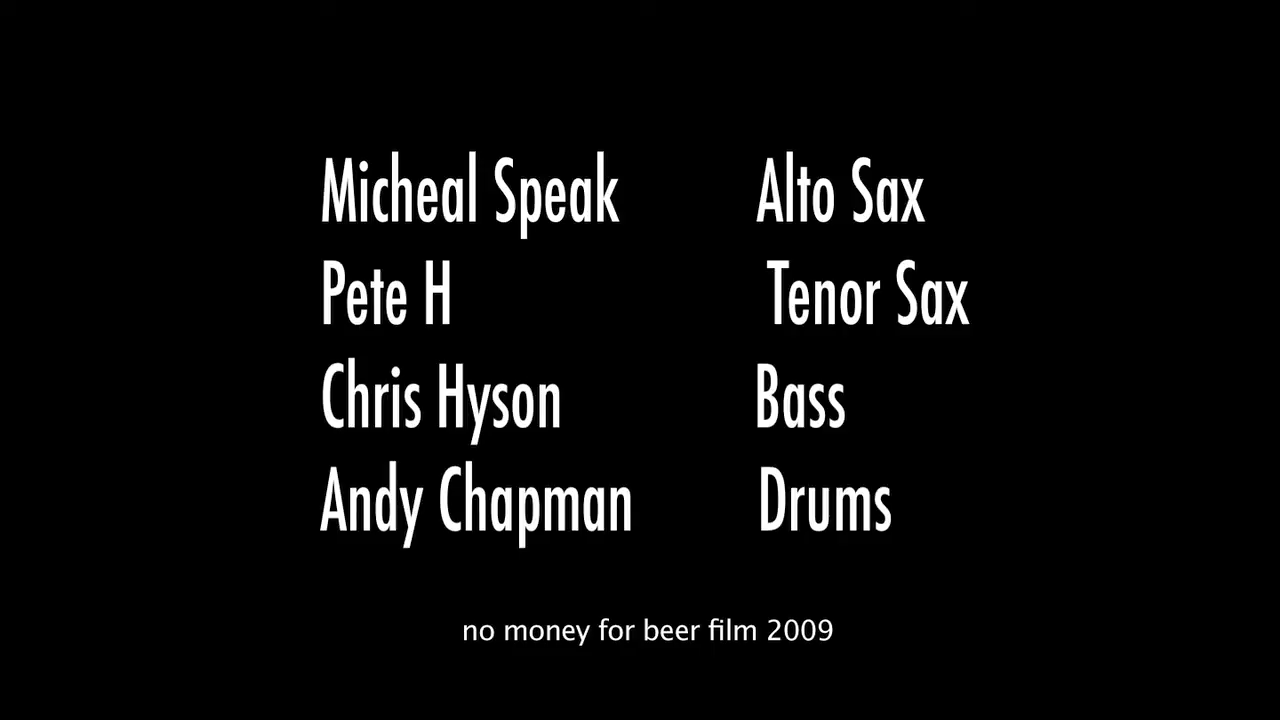 Micheal Speak Alto Sax
Pete H Tenor Sax
Chris Hyson Bass
Andy Chapman Drums
no money for beer film 2009